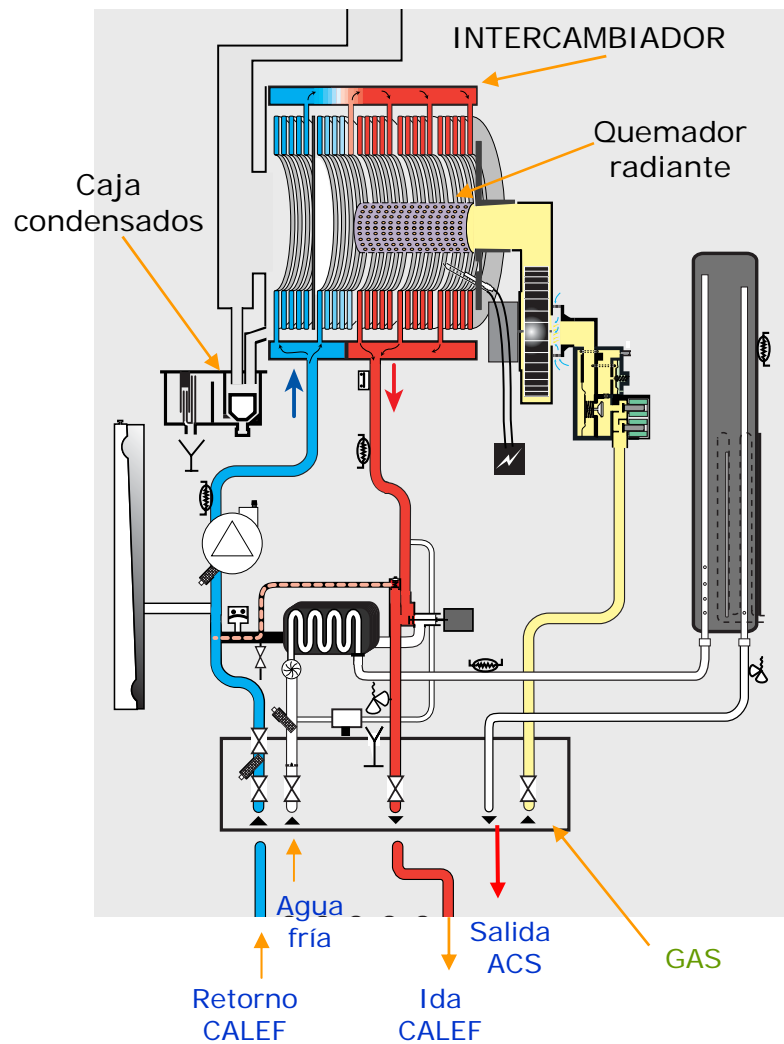 INTERCAMBIADOR
Quemador
radiante
Caja
condensados
Agua
fría
Salida
ACS
GAS
Retorno
CALEF
Ida
CALEF